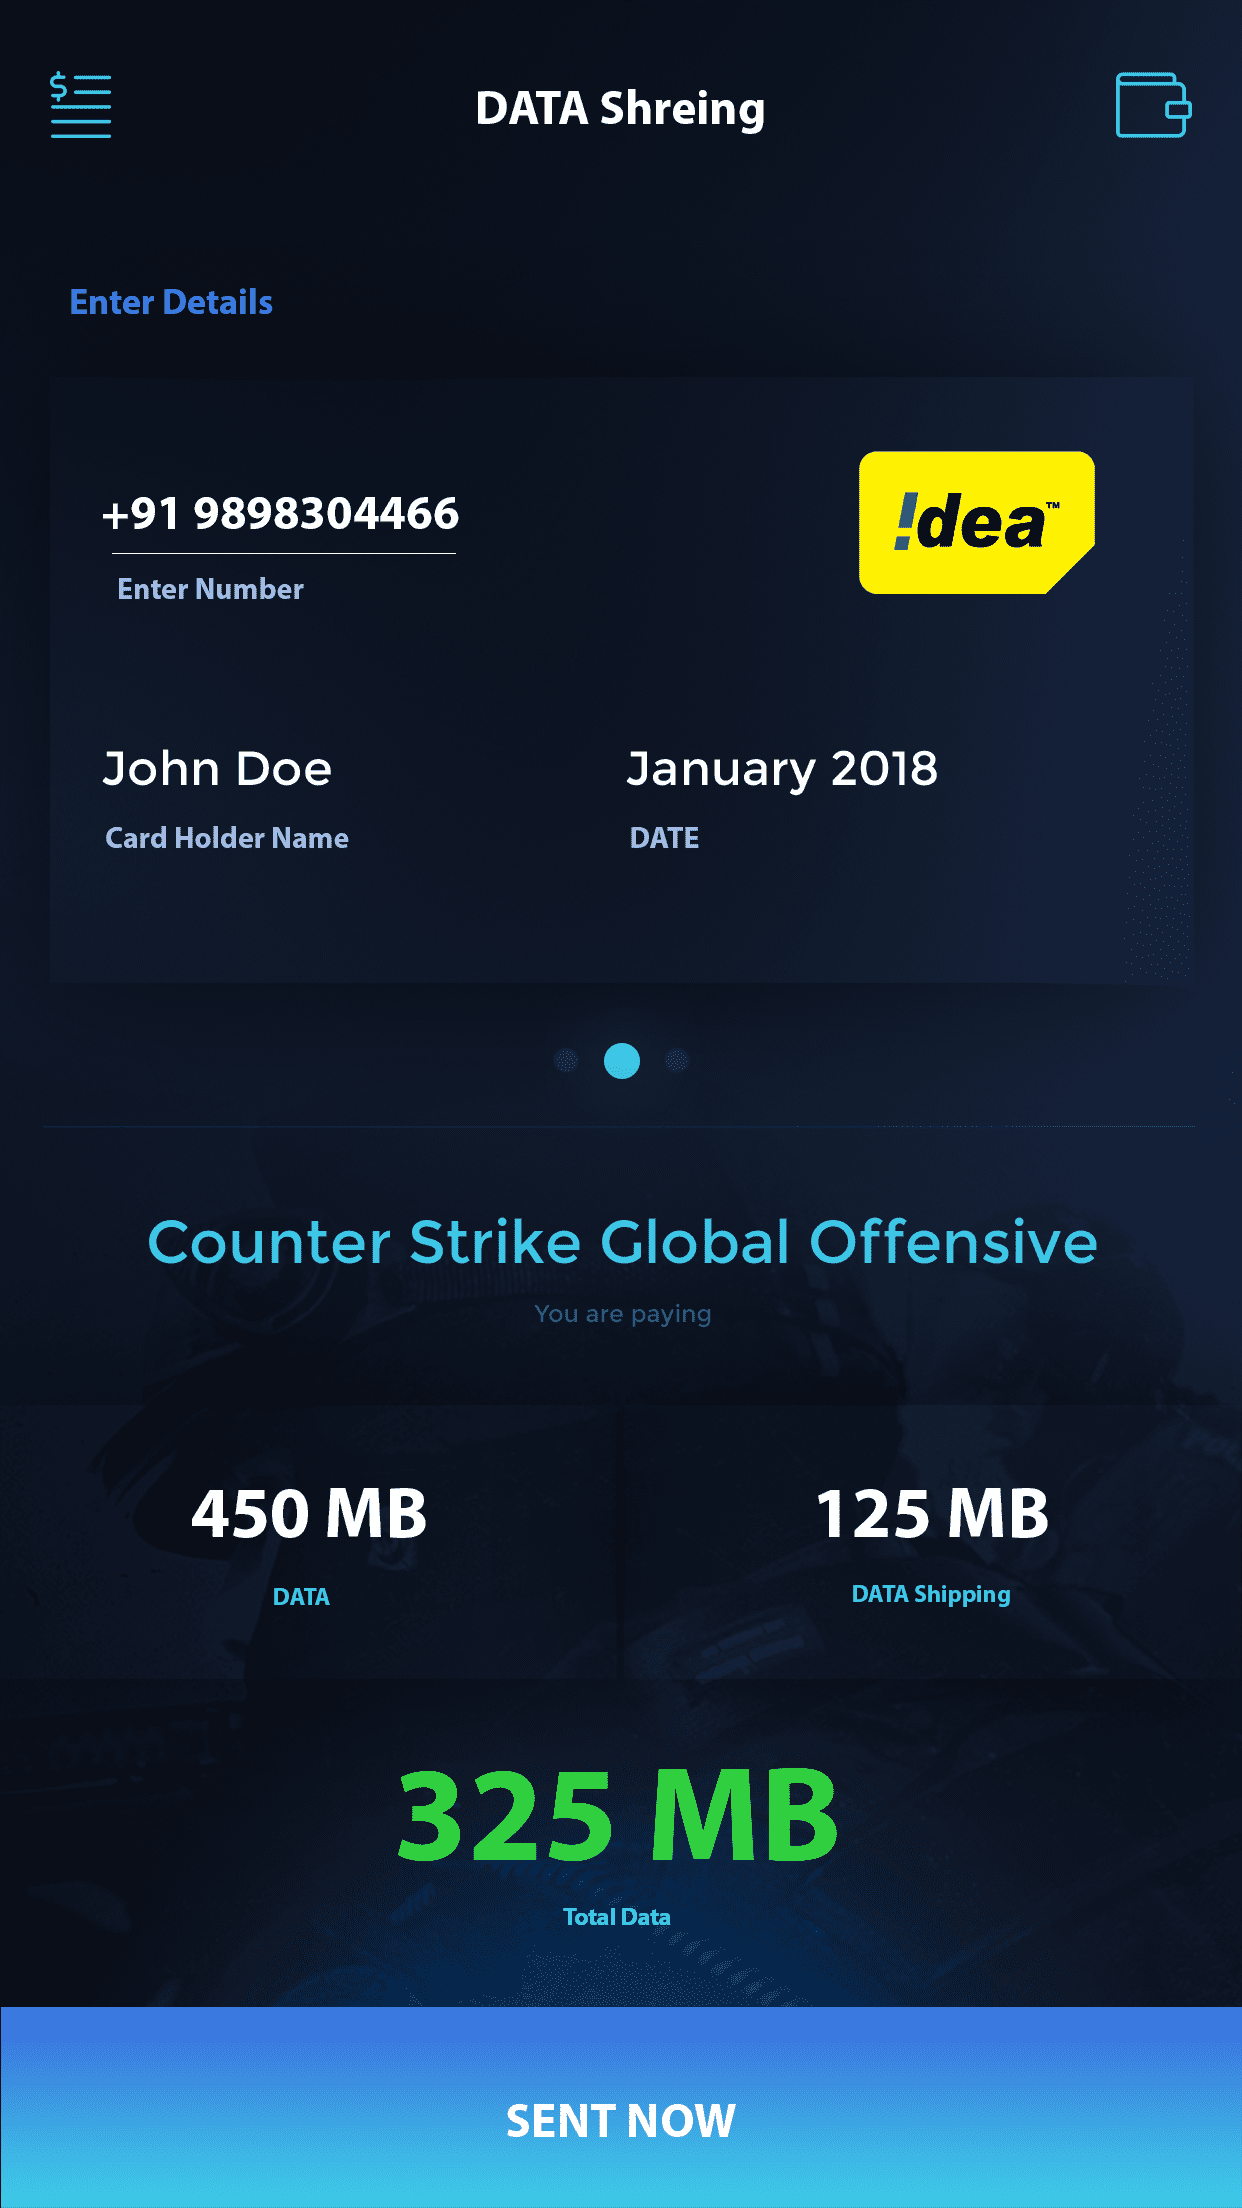 DATA Shreing
Enter Details
+91 9898304466
!dea™
Enter Number
John Doe
January 2018
Card Holder Name
DATE
Counter Strike Global Offensive
You are paying
450 MB
125 MB
DATA
DATA Shipping
325 MB
Total Data
SENT NOW